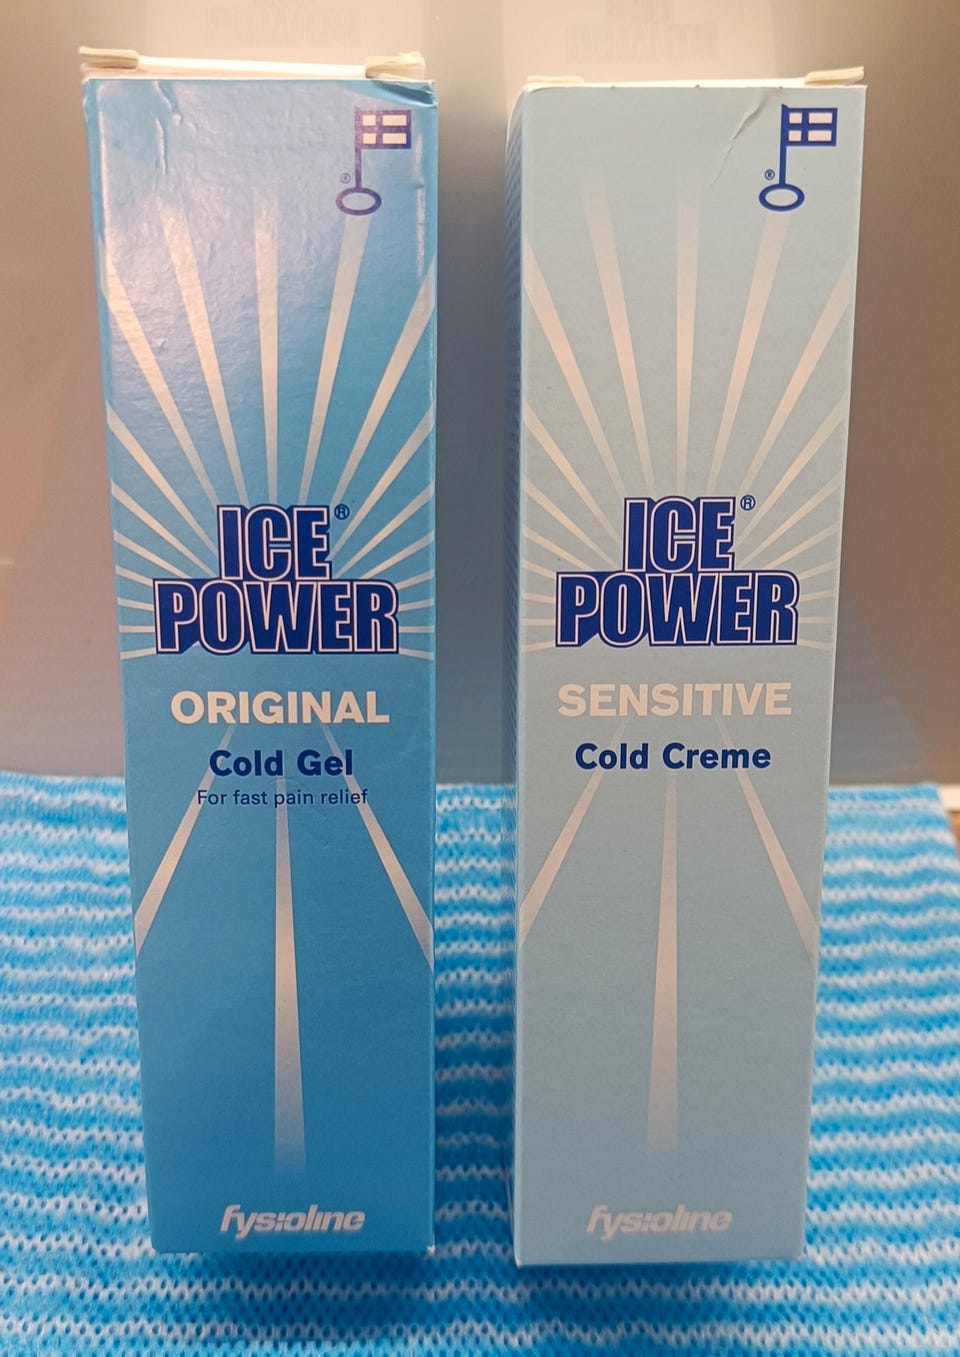 ICE®
POWER
ORIGINAL
Cold Gel
For fast pain relief
fysioline
®
ICE®
POWER
SENSITIVE
Cold Creme
fysioline
®